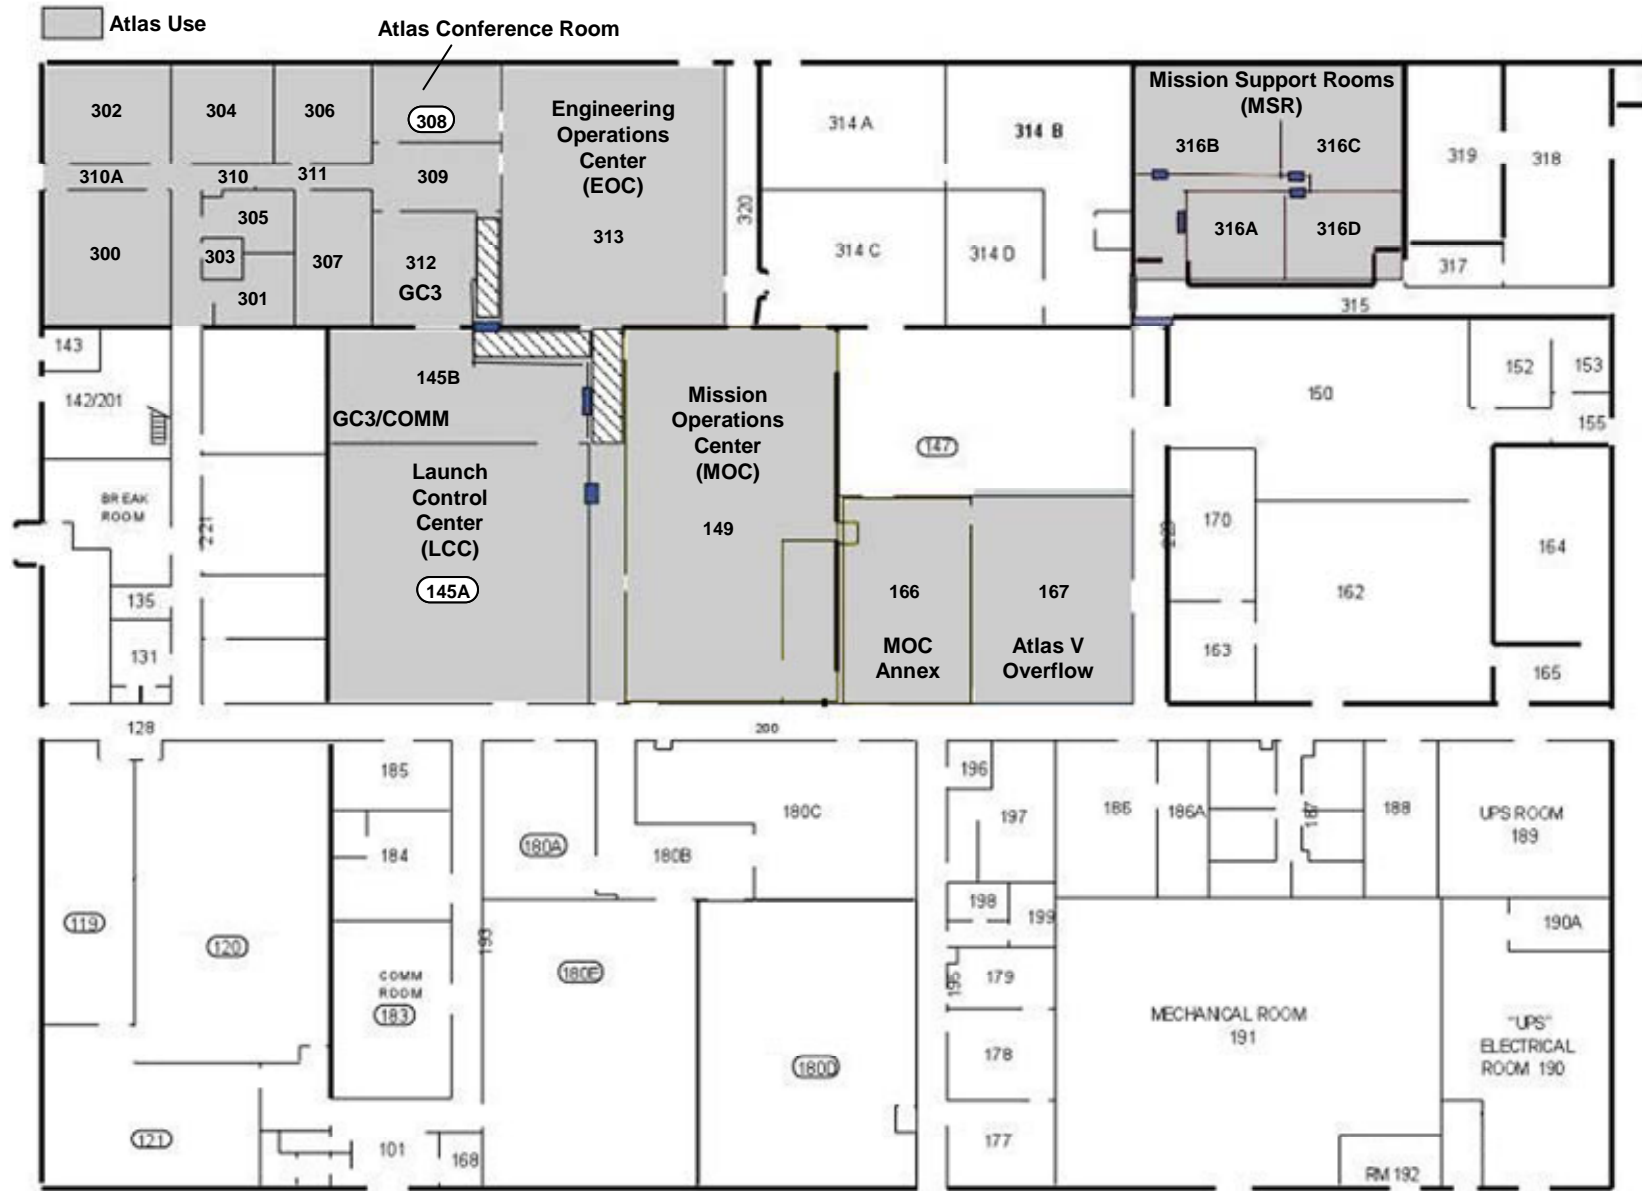 Atlas Use
Atlas Conference Room
302
304
306
308
Engineering
Operations
Center
(EOC)
313
314 A
314 B
Mission Support Rooms
(MSR)
316B
316C
319
318
310A
310
311
309
320
305
303
300
301
307
312
GC3
314 C
314 D
316A
316D
317
315
143
142/201
145B
GC3/COMM
Mission
Operations
Center
(MOC)
149
147
150
152
153
155
BREAK
ROOM
221
Launch
Control
Center
(LCC)
145A
170
164
135
131
166
MOC
Annex
167
Atlas V
Overflow
162
163
165
128
200
185
184
180A
180B
180C
196
197
186
186A
187
188
UPS ROOM
189
119
120
193
198
199
190A
COMM
ROOM
183
180E
180D
195
179
178
177
MECHANICAL ROOM
191
"UPS"
ELECTRICAL
ROOM 190
121
101
168
RM 192